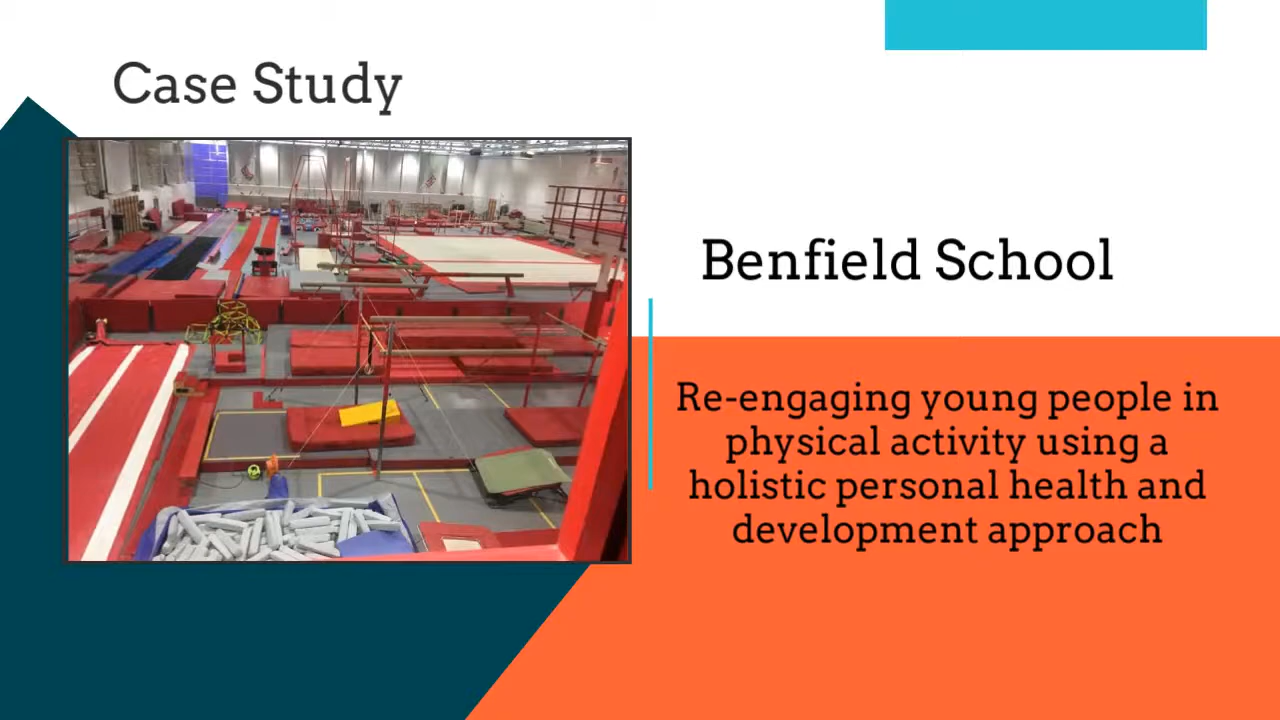 Case Study
Benfield School
Re-engaging young people in
physical activity using a
holistic personal health and
development approach